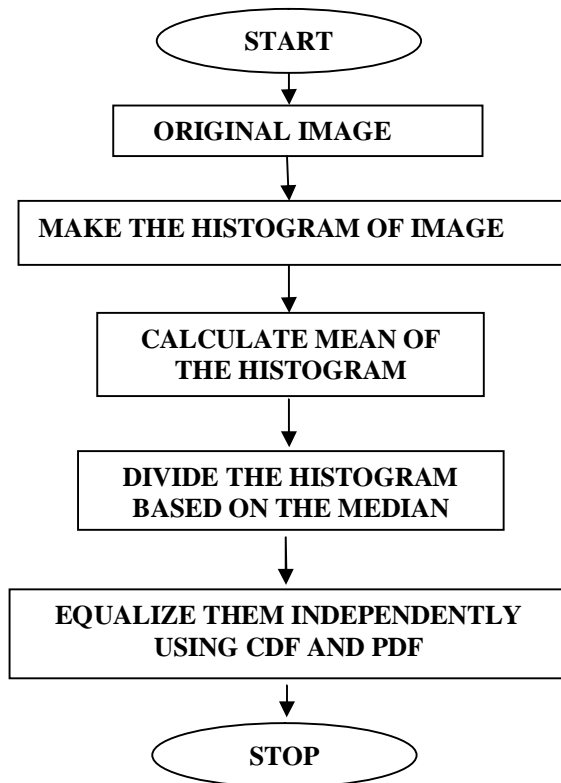 START
ORIGINAL IMAGE
MAKE THE HISTOGRAM OF IMAGE
CALCULATE MEAN OF
THE HISTOGRAM
DIVIDE THE HISTOGRAM
BASED ON THE MEDIAN
EQUALIZE THEM INDEPENDENTLY
USING CDF AND PDF
STOP